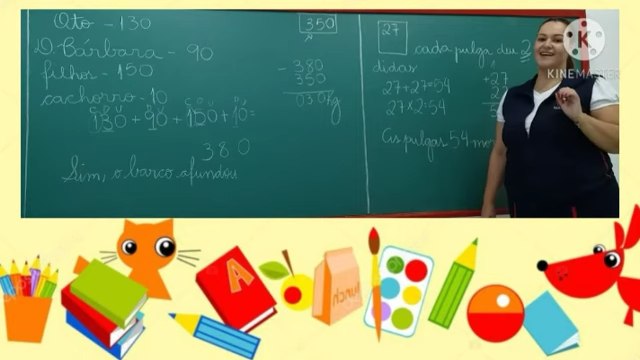 Oto - 130
D. Bárbara - 90
filhos - 150
cachorro - 10
C D U D U C D U D U
130 + 90 + 150 + 10 =
380
Sim, o barco afundou
350
- 380
350
030 kg
27
cada pulga deu 2
didas
27 + 27 = 54
27 x 2 = 54
+ 27
As pulgas 54
KINEMASTER
A
lunch